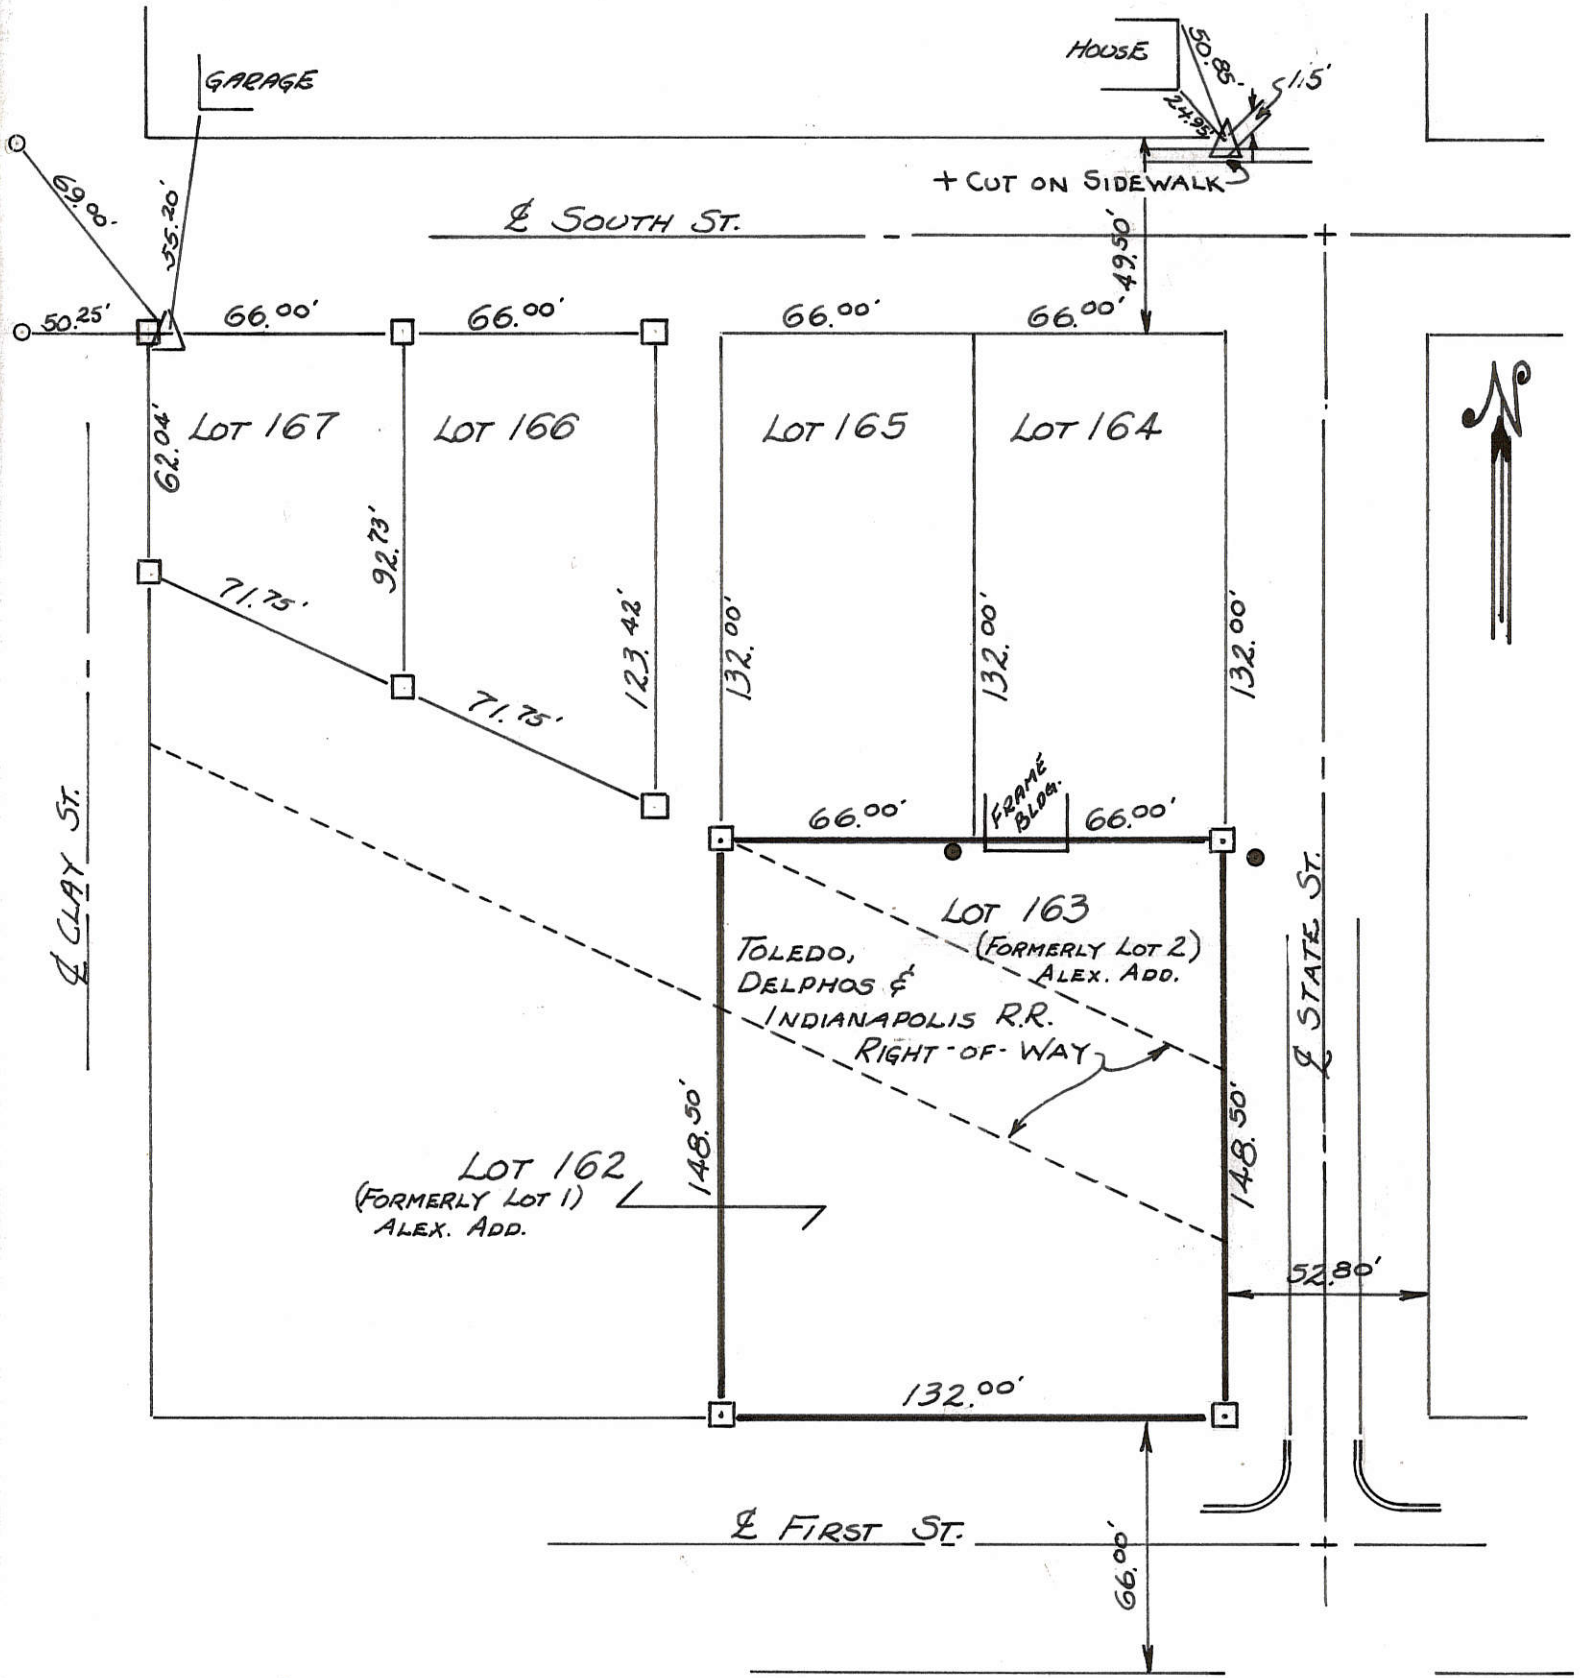 HOUSE
GARAGE
50.85
1.5'
24.95'
+ CUT ON SIDEWALK
69.00
55.20'
℄ SOUTH ST.
49.50'
50.25'
66.00'
66.00'
66.00'
66.00'
N
LOT 167
LOT 166
LOT 165
LOT 164
62.04'
92.73'
71.75'
123.42'
132.00'
132.00'
132.00'
71.75'
FRAME
BLDG.
66.00'
66.00'
℄ CLAY ST.
LOT 163
(FORMERLY LOT 2)
ALEX. ADD.
TOLEDO,
DELPHOS &
INDIANAPOLIS R.R.
RIGHT-OF-WAY
℄ STATE ST.
148.50'
148.50'
LOT 162
(FORMERLY LOT 1)
ALEX. ADD.
52.80'
132.00'
℄ FIRST ST.
66.00'